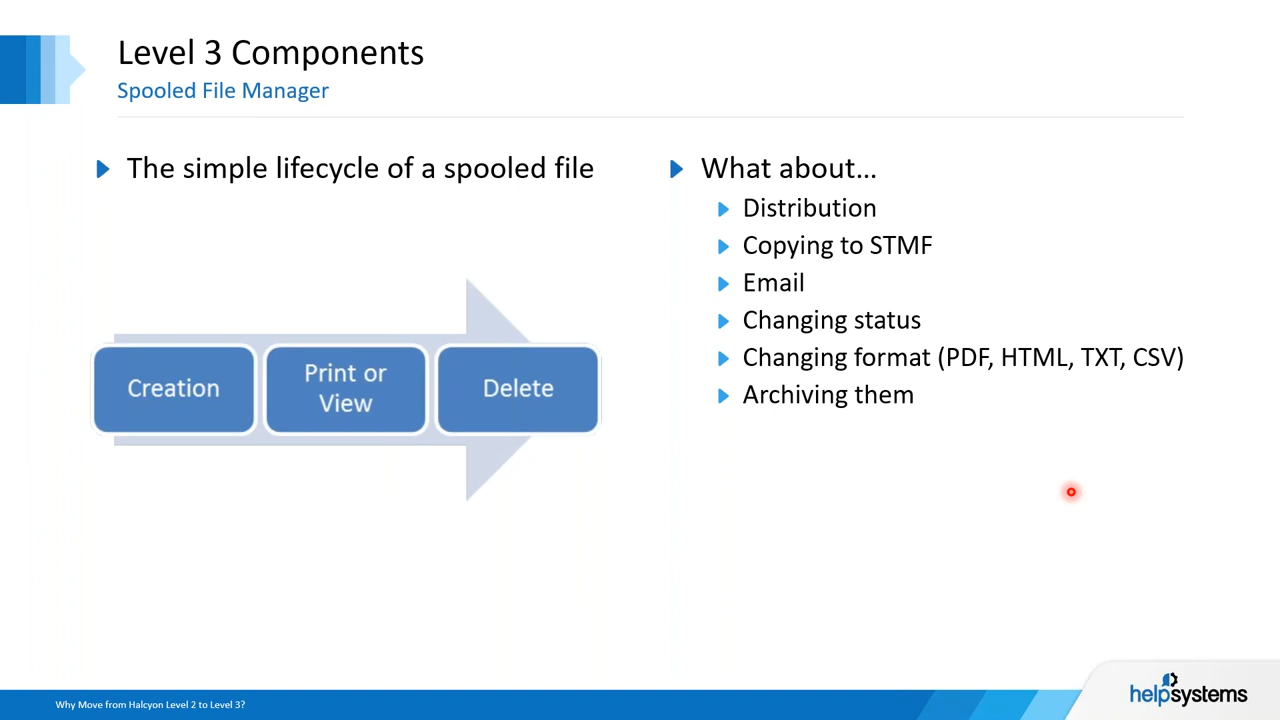 Level 3 Components
Spooled File Manager
The simple lifecycle of a spooled file
Creation
Print or
View
Delete
What about...
Distribution
Copying to STMF
Email
Changing status
Changing format (PDF, HTML, TXT, CSV)
Archiving them
Why Move from Halcyon Level 2 to Level 3?
helpsystems